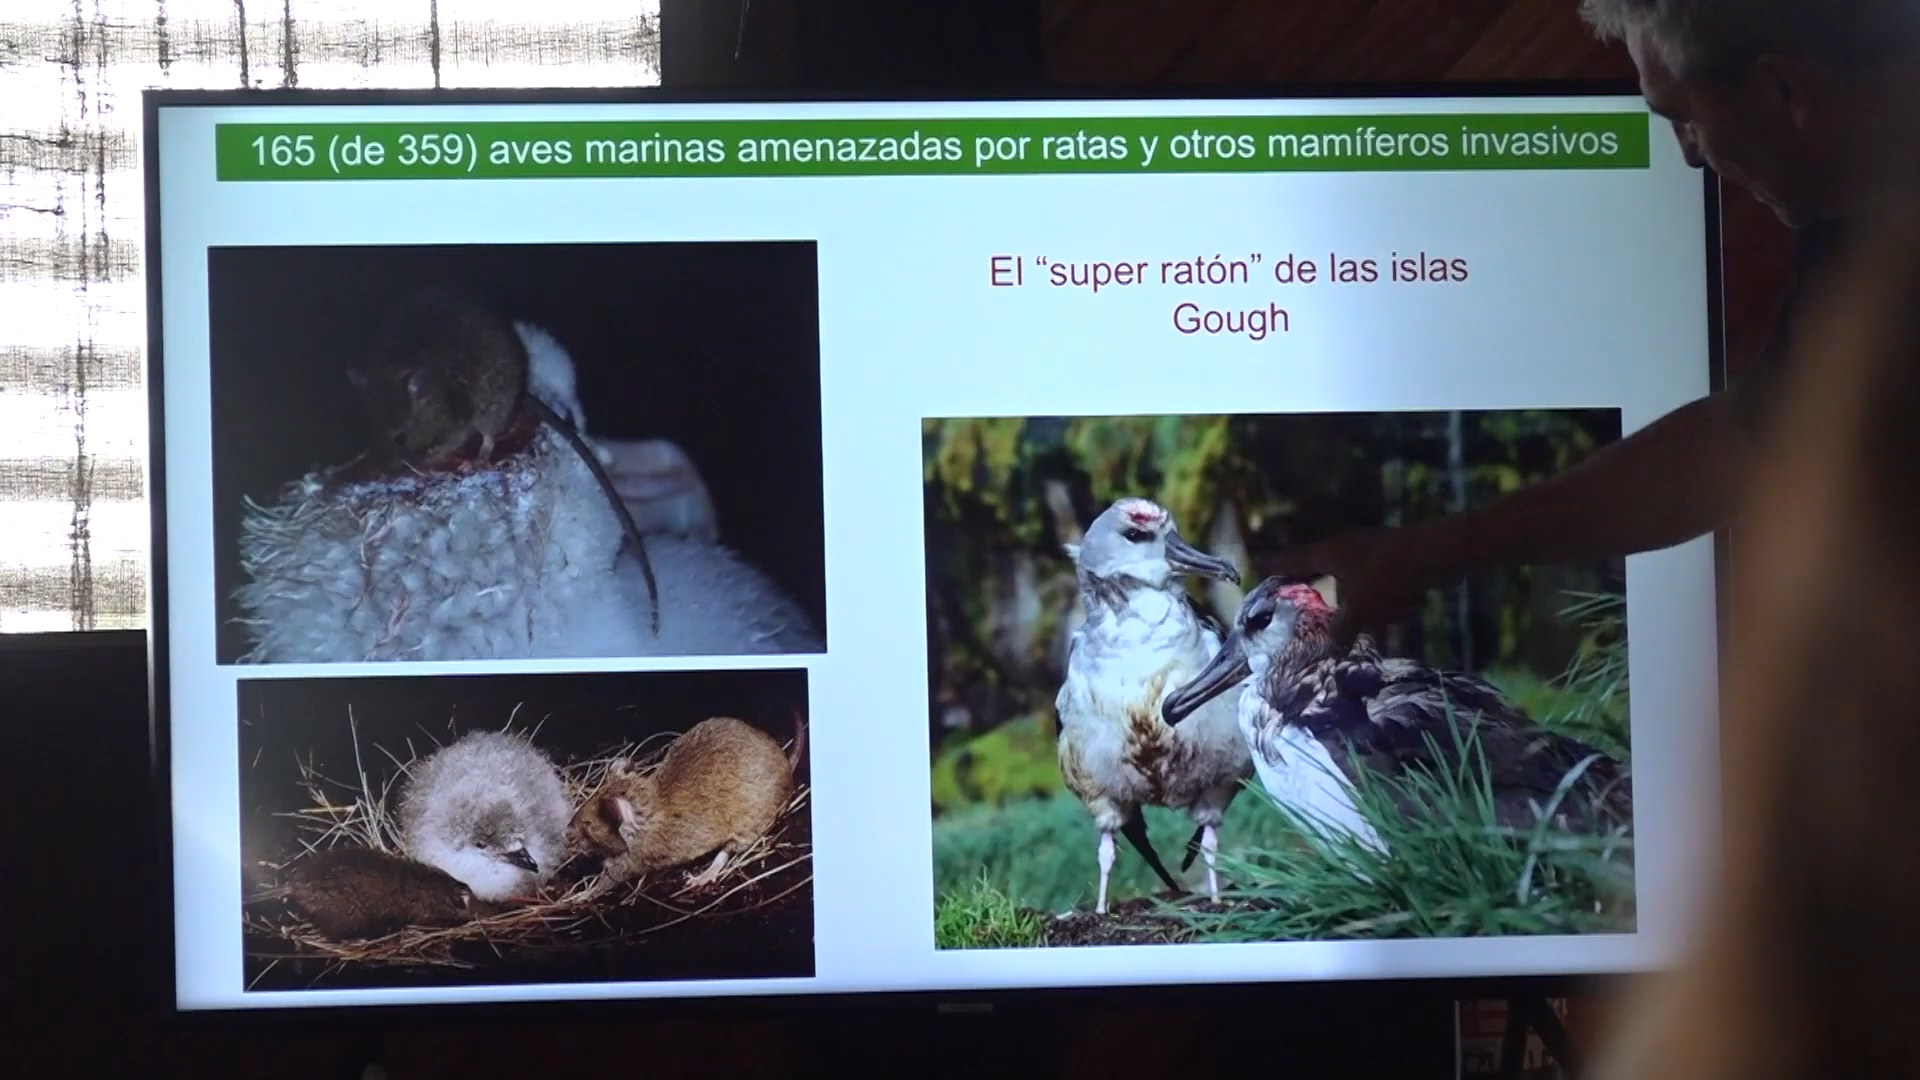 165 (de 359) aves marinas amenazadas por ratas y otros mamíferos invasivos
El “super ratón” de las islas
Gough